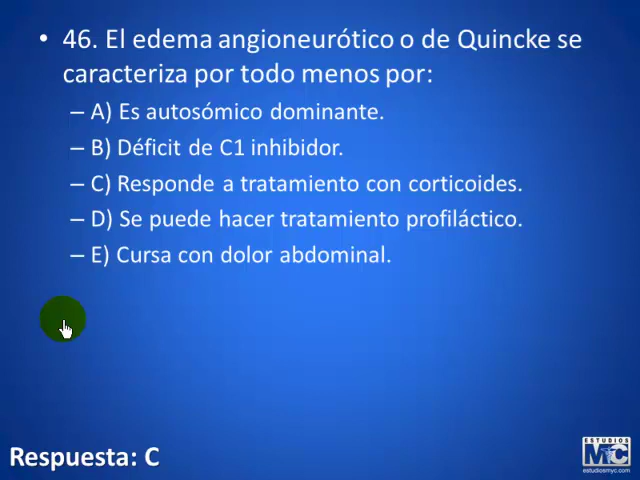 • 46. El edema angioneurótico o de Quincke se
caracteriza por todo menos por:
– A) Es autosómico dominante.
– B) Déficit de C1 inhibidor.
– C) Responde a tratamiento con corticoides.
– D) Se puede hacer tratamiento profiláctico.
– E) Cursa con dolor abdominal.
Respuesta: C
ESTUDIOS
MyC
estudiosmyc.com